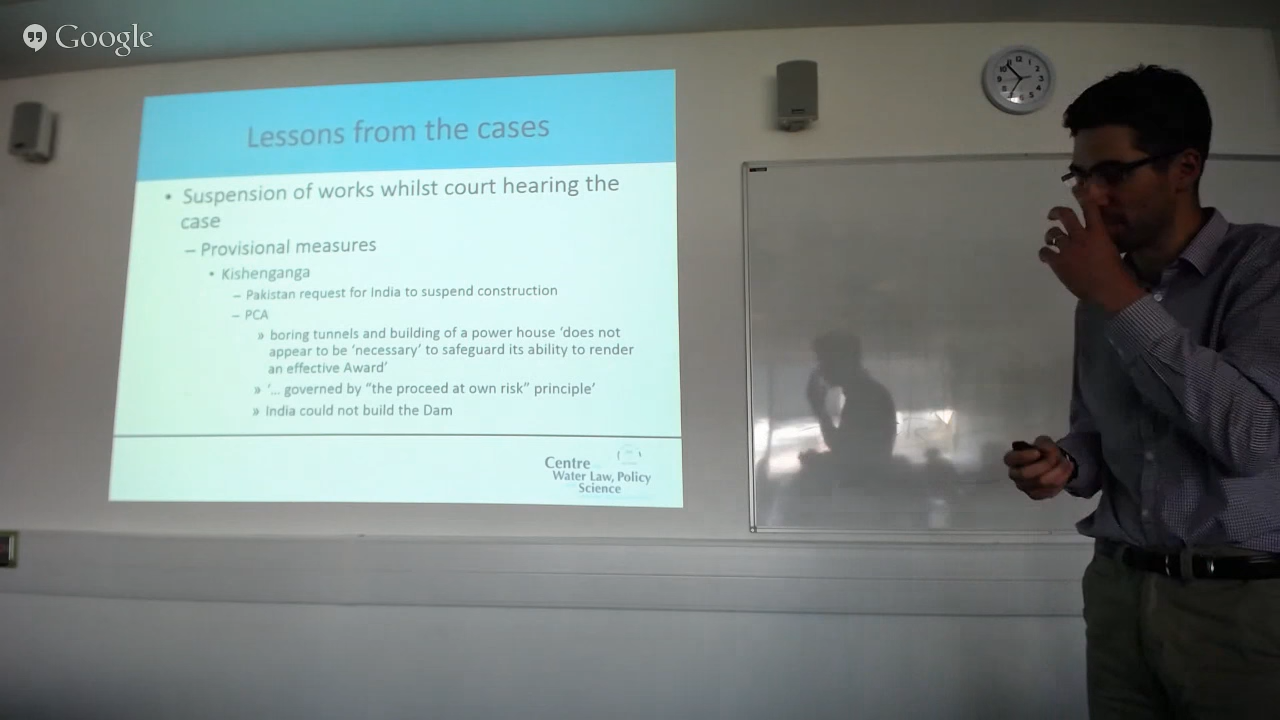 Google
Lessons from the cases
• Suspension of works whilst court hearing the
case
– Provisional measures
• Kishenganga
– Pakistan request for India to suspend construction
– PCA
» boring tunnels and building of a power house ‘does not
appear to be ‘necessary’ to safeguard its ability to render
an effective Award’
» ‘... governed by “the proceed at own risk” principle’
» India could not build the Dam
Centre
Water Law, Policy
Science